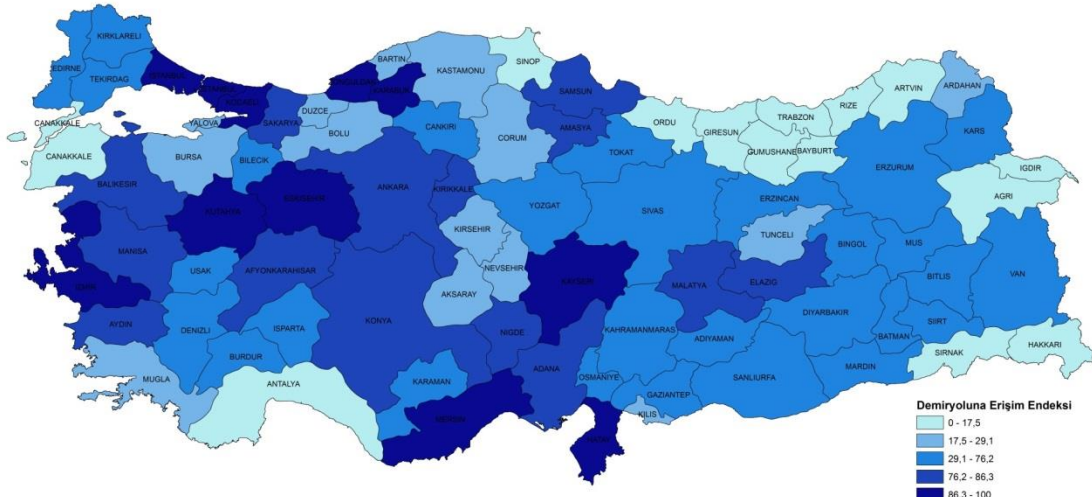 KIRKLARELI
EDIRNE
TEKIRDAG
ISTANBUL
ISTANBUL
KOCAELI
YALOVA
SAKARYA
DUZCE
BOLU
ZONGULDAK
BARTIN
KARABUK
KASTAMONU
SINOP
CANKIRI
CORUM
SAMSUN
AMASYA
TOKAT
ORDU
GIRESUN
TRABZON
GUMUSHANE
BAYBURT
RIZE
ARTVIN
ARDAHAN
KARS
IGDIR
AGRI
ERZURUM
ERZINCAN
CANAKKALE
CANAKKALE
BALIKESIR
BURSA
BILECIK
KUTAHYA
ESKISEHIR
ANKARA
KIRIKKALE
KIRSEHIR
YOZGAT
SIVAS
TUNCELI
BINGOL
MUS
BITLIS
VAN
MANISA
IZMIR
USAK
AFYONKARAHISAR
AKSARAY
NEVSEHIR
KAYSERI
MALATYA
ELAZIG
DIYARBAKIR
BATMAN
SIIRT
SIRNAK
HAKKARI
AYDIN
DENIZLI
ISPARTA
BURDUR
KONYA
NIGDE
KAHRAMANMARAS
ADIYAMAN
SANLIURFA
MARDIN
MUGLA
ANTALYA
KARAMAN
MERSIN
ADANA
OSMANIYE
GAZIANTEP
KILIS
HATAY
Demiryoluna Erişim Endeksi
0 - 17,5
17,5 - 29,1
29,1 - 76,2
76,2 - 86,3
86,3 - 100